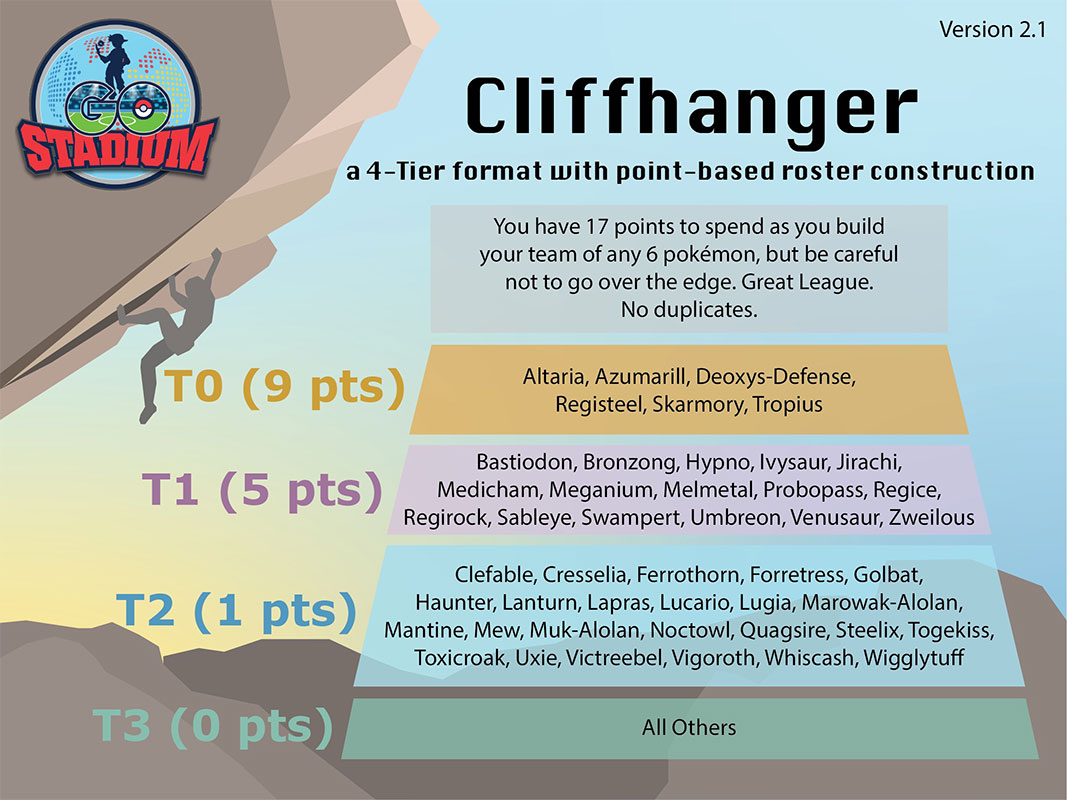 Version 2.1
GO
STADIUM
Cliffhanger
a 4-Tier format with point-based roster construction
You have 17 points to spend as you build
your team of any 6 pokémon, but be careful
not to go over the edge. Great League.
No duplicates.
T0 (9 pts)
Altaria, Azumarill, Deoxys-Defense,
Registeel, Skarmory, Tropius
T1 (5 pts)
Bastiodon, Bronzong, Hypno, Ivysaur, Jirachi,
Medicham, Meganium, Melmetal, Probopass, Regice,
Regirock, Sableye, Swampert, Umbreon, Venusaur, Zweilous
T2 (1 pts)
Clefable, Cresselia, Ferrothorn, Forretress, Golbat,
Haunter, Lanturn, Lapras, Lucario, Lugia, Marowak-Alolan,
Mantine, Mew, Muk-Alolan, Noctowl, Quagsire, Steelix, Togekiss,
Toxicroak, Uxie, Victreebel, Vigoroth, Whiscash, Wigglytuff
T3 (0 pts)
All Others